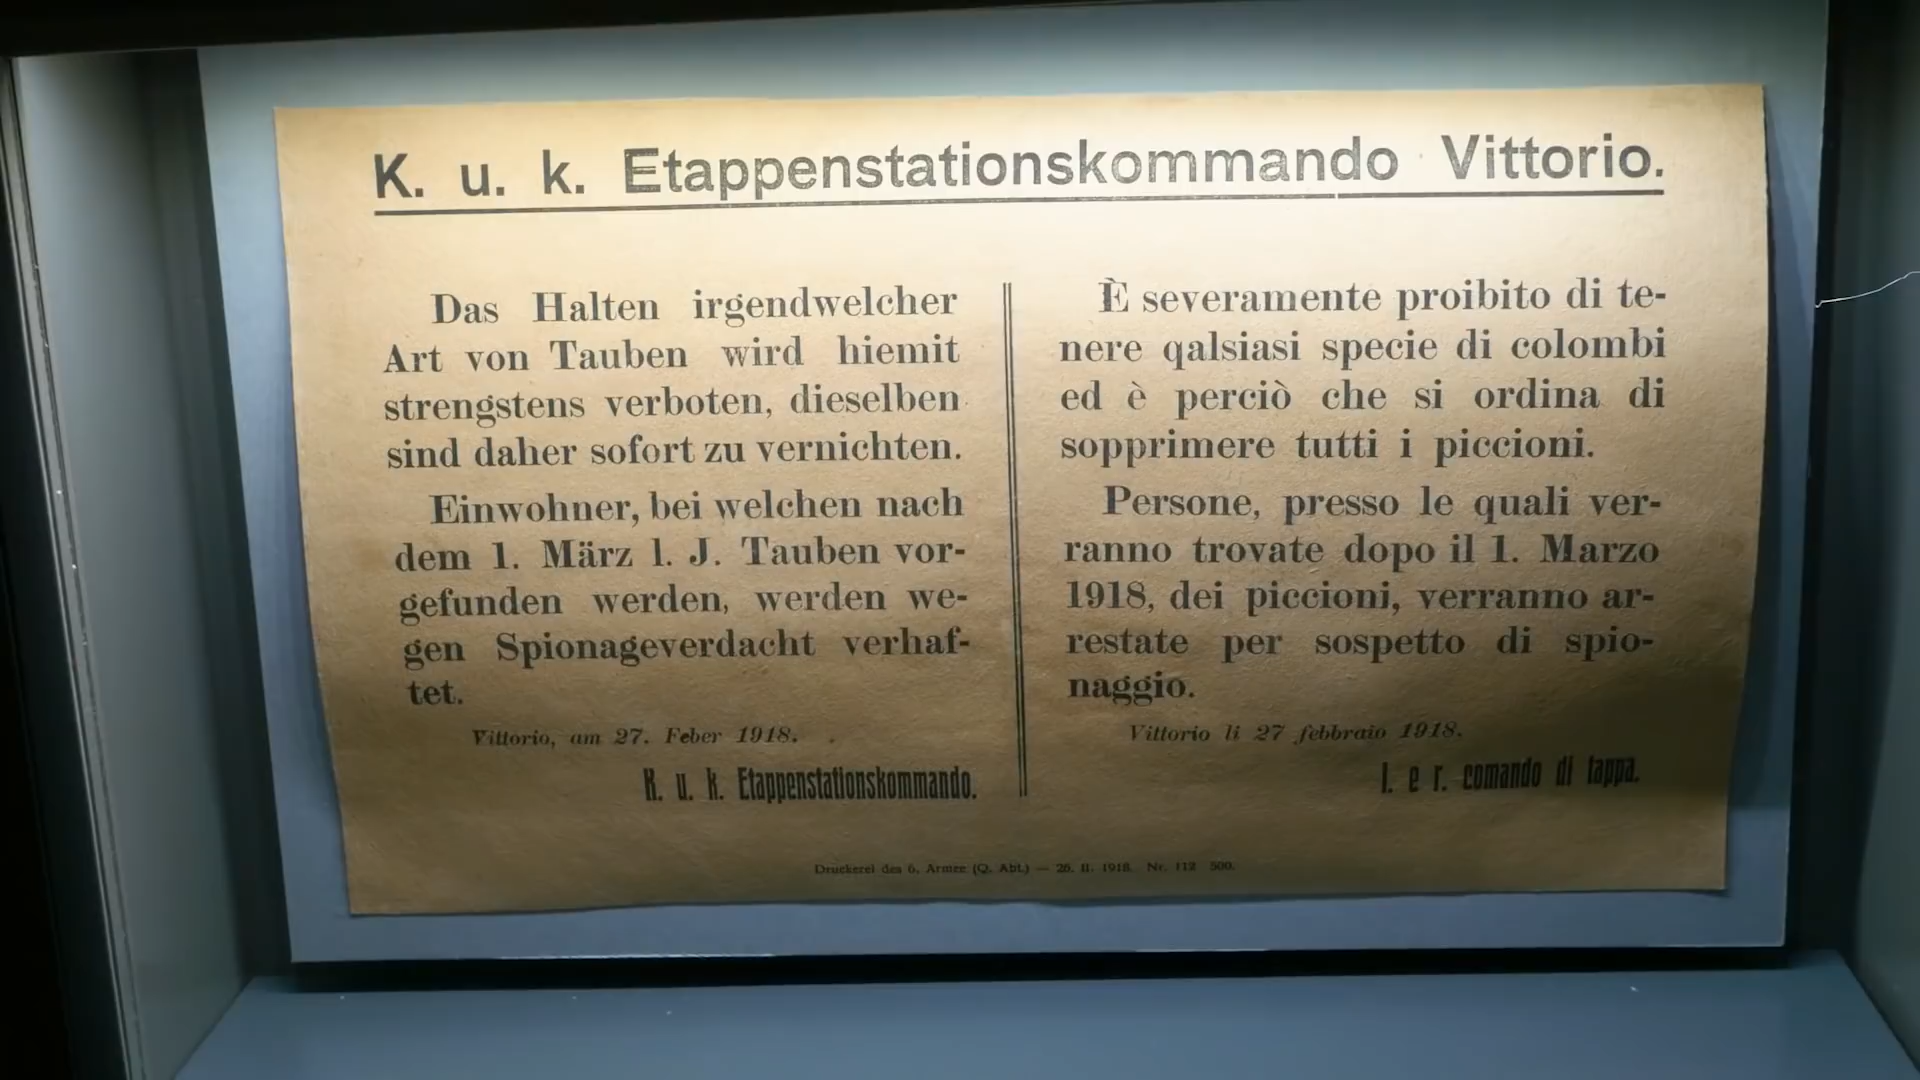 K. u. k. Etappenstationskommando Vittorio.
Das Halten irgendwelcher
Art von Tauben wird hiemit
strengstens verboten, dieselben
sind daher sofort zu vernichten.
Einwohner, bei welchen nach
dem 1. März l. J. Tauben vor-
gefunden werden, werden we-
gen Spionageverdacht verhaf-
tet.
Vittorio, am 27. Feber 1918.
K. u. k. Etappenstationskommando.
È severamente proibito di te-
nere qalsiasi specie di colombi
ed è perciò che si ordina di
sopprimere tutti i piccioni.
Persone, presso le quali ver-
ranno trovate dopo il 1. Marzo
1918, dei piccioni, verranno ar-
restate per sospetto di spio-
naggio.
Vittorio li 27 febbraio 1918.
I. e r. comando di tappa.
Druckerei des 6. Armee (Q. Abt.) — 26. II. 1918. Nr. 112 500.